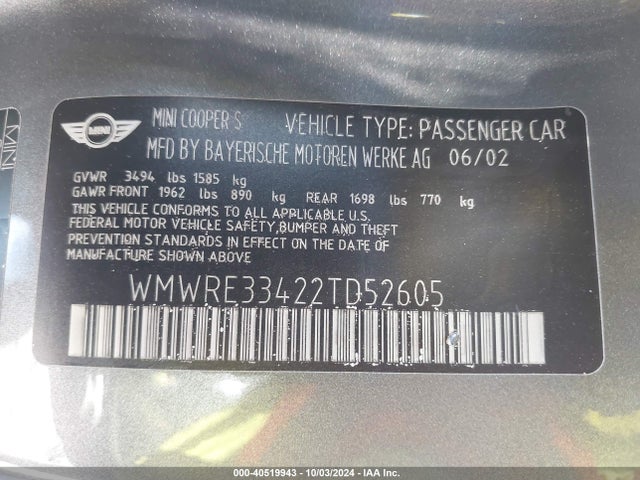 MINI
MINI
MINI COOPER S VEHICLE TYPE: PASSENGER CAR
MFD BY BAYERISCHE MOTOREN WERKE AG 06/02
GVWR 3494 lbs 1585 kg
GAWR FRONT 1962 lbs 890 kg REAR 1698 lbs 770 kg
THIS VEHICLE CONFORMS TO ALL APPLICABLE U.S.
FEDERAL MOTOR VEHICLE SAFETY,BUMPER AND THEFT
PREVENTION STANDARDS IN EFFECT ON THE DATE OF
MANUFACTURE SHOWN ABOVE
WMWRE33422TD52605
000-40519943 - 10/03/2024 - IAA Inc.